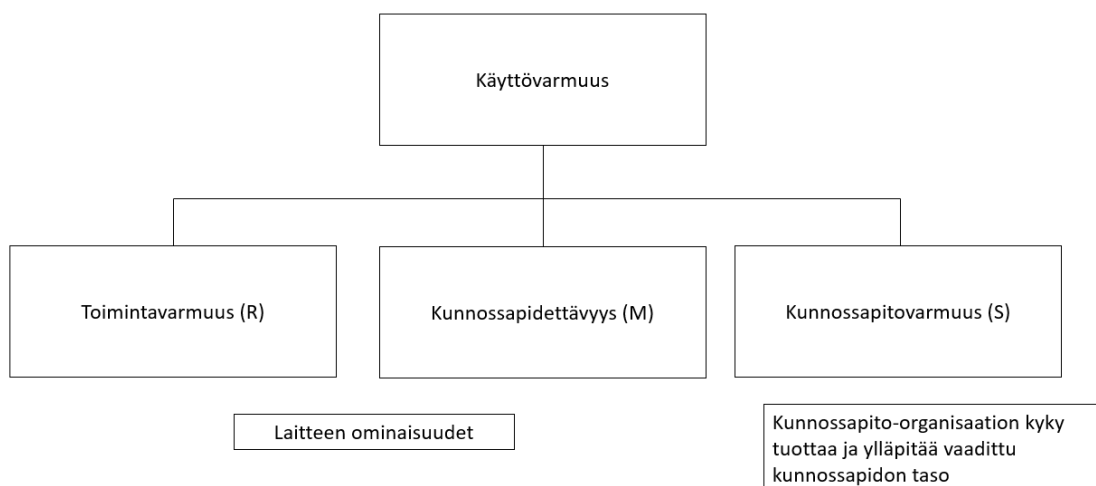 Käyttövarmuus
Toimintavarmuus (R)
Kunnossapidettävyys (M)
Kunnossapitovarmuus (S)
Laitteen ominaisuudet
Kunnossapito-organisaation kyky
tuottaa ja ylläpitää vaadittu
kunnossapidon taso